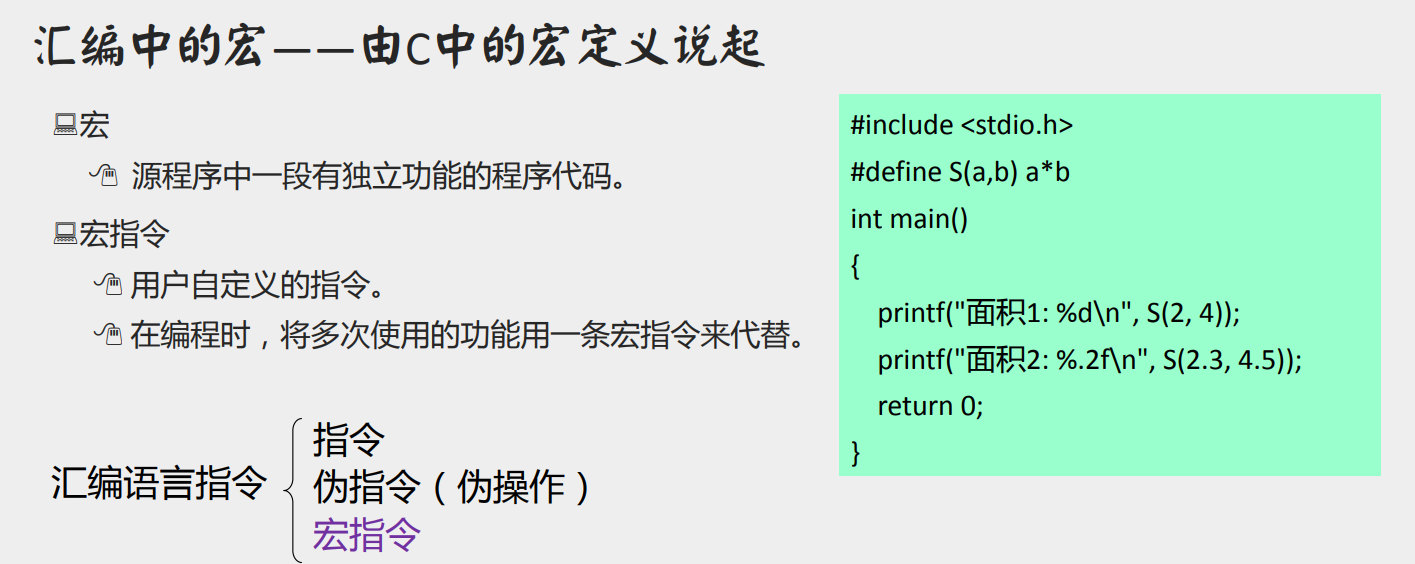 汇编中的宏——由C中的宏定义说起
宏
源程序中一段有独立功能的程序代码。
宏指令
用户自定义的指令。
在编程时，将多次使用的功能用一条宏指令来代替。
汇编语言指令
指令
伪指令（伪操作）
宏指令
#include <stdio.h>
#define S(a,b) a*b
int main()
{
printf("面积1: %d\n", S(2, 4));
printf("面积2: %.2f\n", S(2.3, 4.5));
return 0;
}